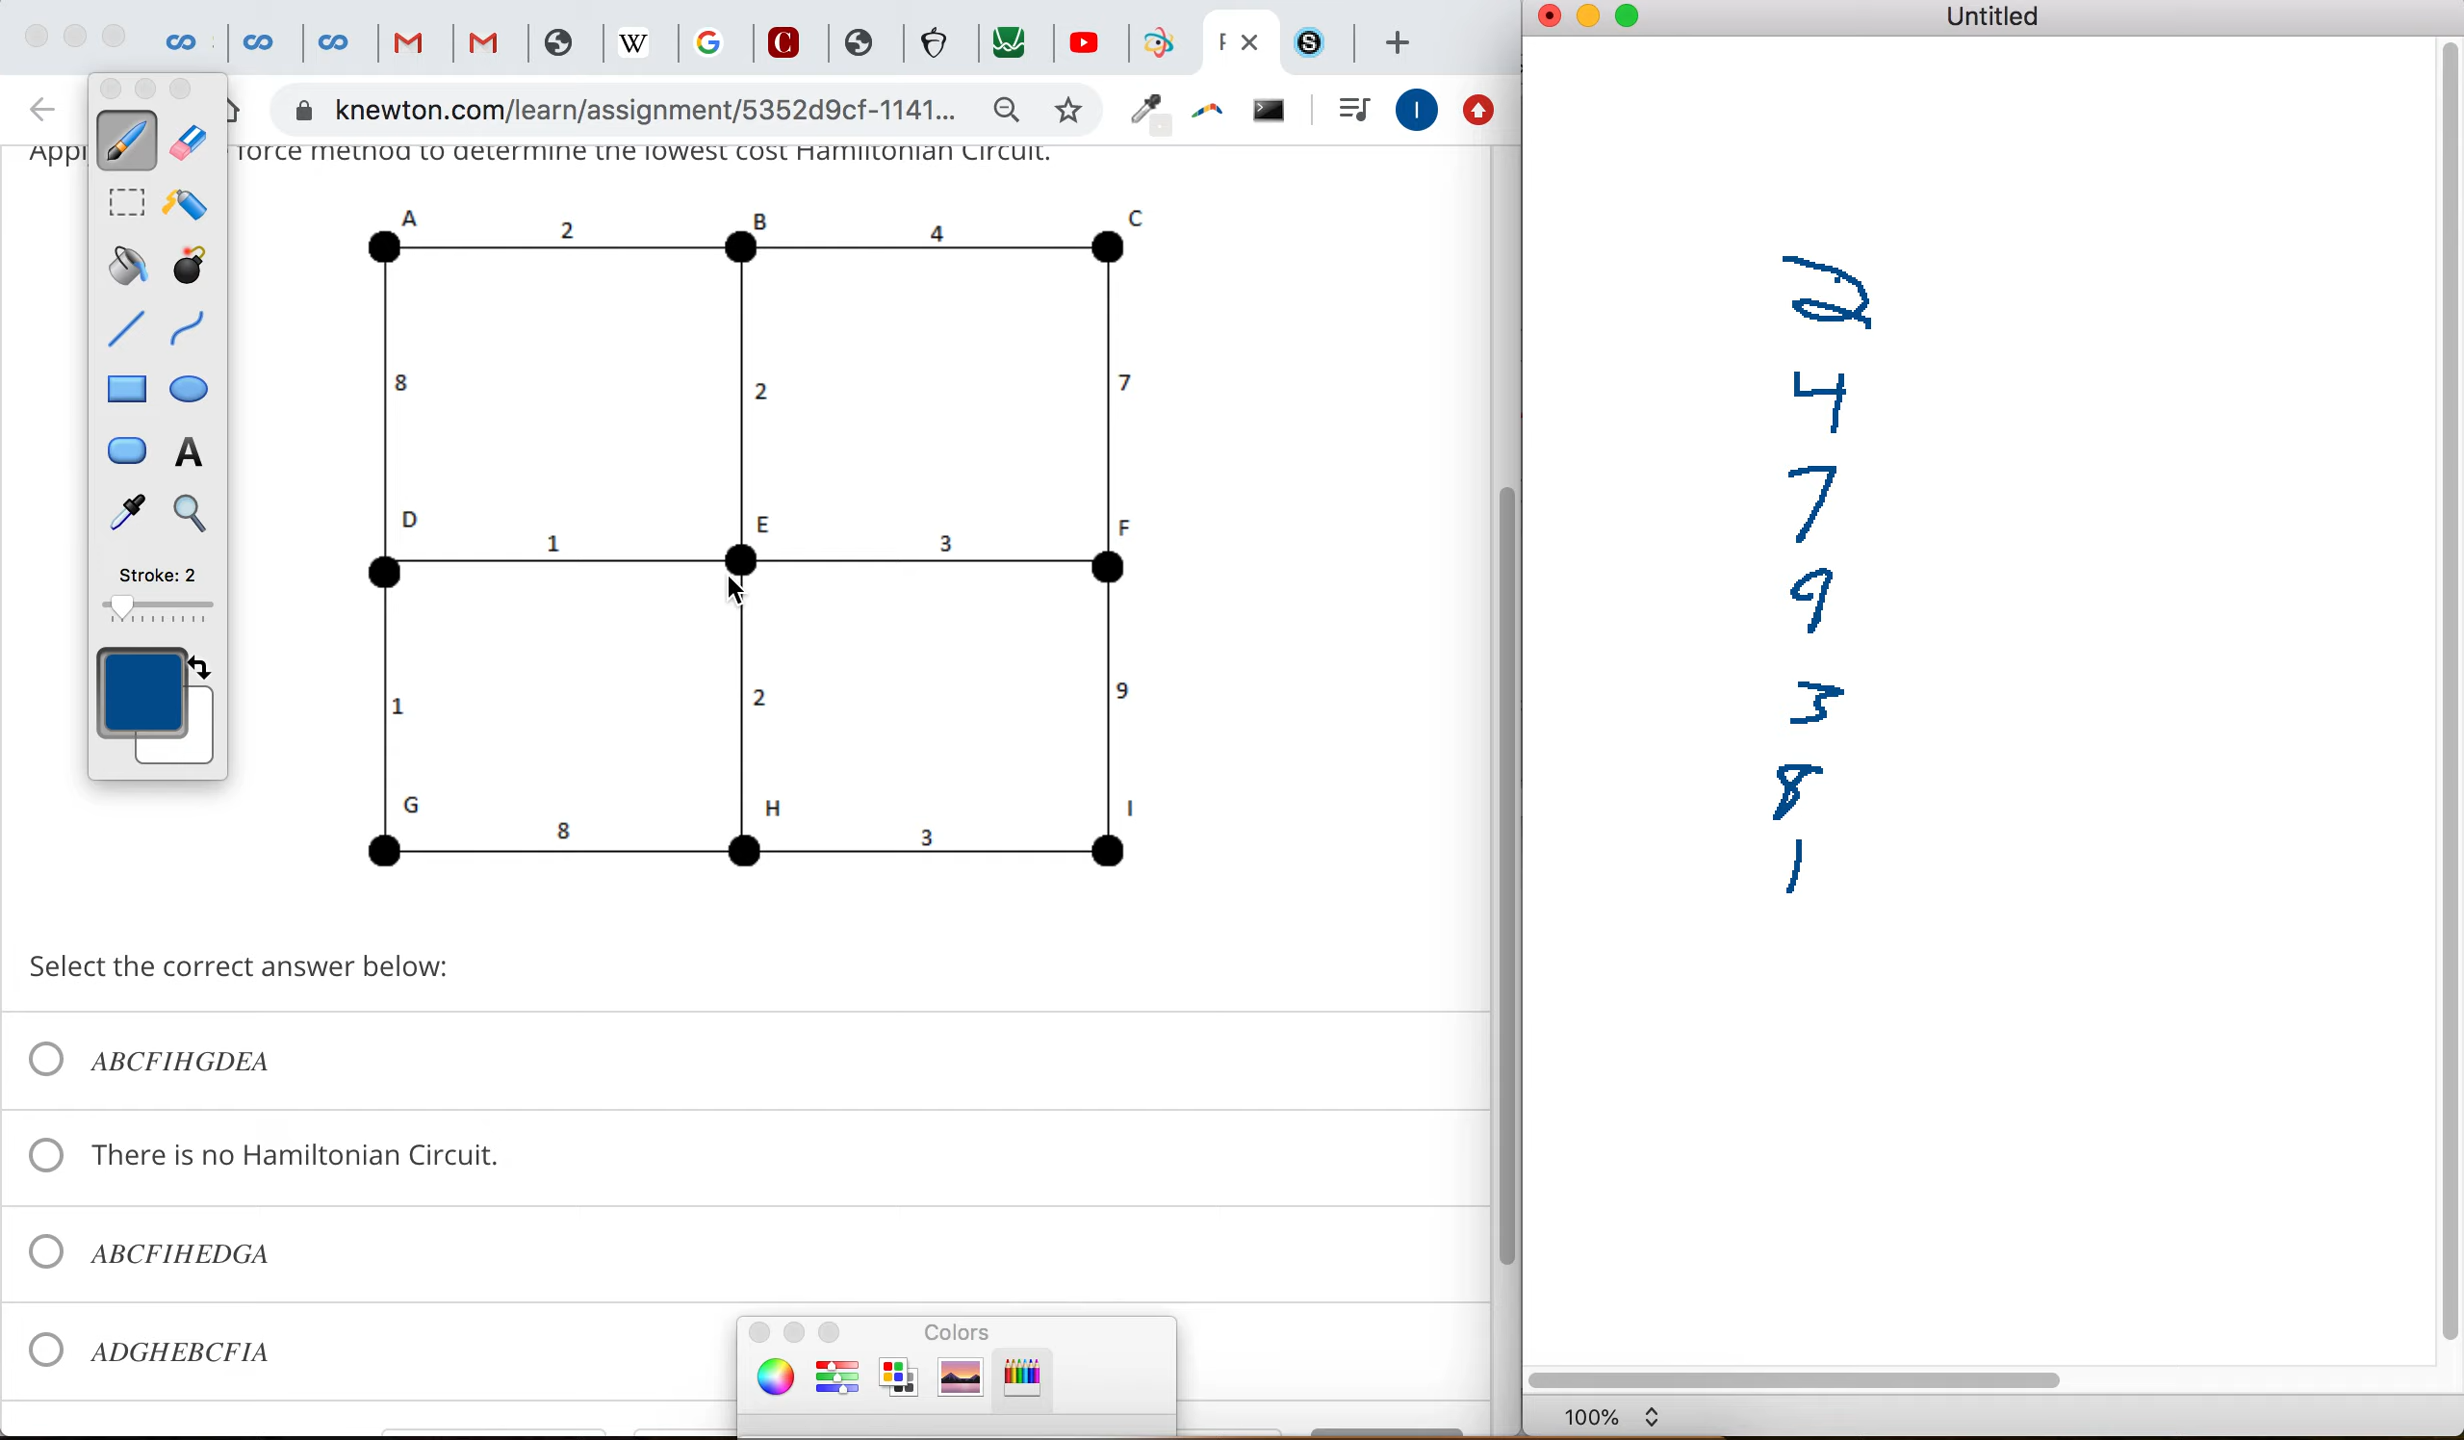 Untitled
knewton.com/learn/assignment/5352d9cf-1141...
I
force method to determine the lowest cost Hamiltonian Circuit.
A 2 B 4 C
8 2 7
D 1 E 3 F
1 2 9
G 8 H 3 I
A
Stroke: 2
2
4
7
9
3
8
1
Select the correct answer below:
ABCFIHGDEA
There is no Hamiltonian Circuit.
ABCFIHEDGA
ADGHEBCFIA
Colors
100%